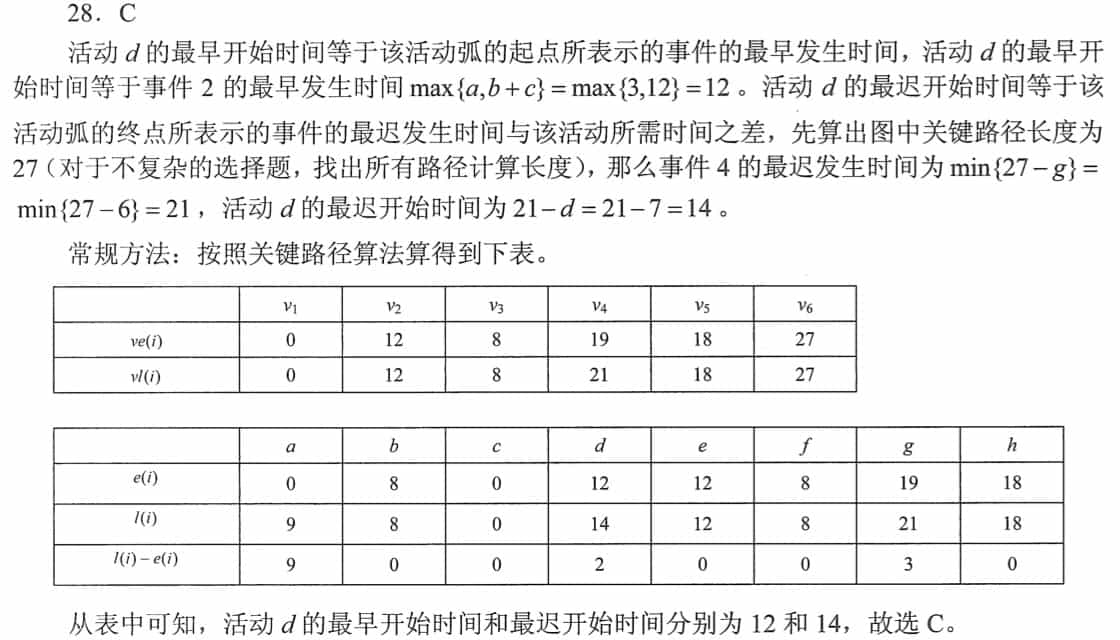 28．C
活动 d 的最早开始时间等于该活动弧的起点所表示的事件的最早发生时间，活动 d 的最早开
始时间等于事件 2 的最早发生时间 max{a,b+c}=max{3,12}=12。活动 d 的最迟开始时间等于该
活动弧的终点所表示的事件的最迟发生时间与该活动所需时间之差，先算出图中关键路径长度为
27（对于不复杂的选择题，找出所有路径计算长度），那么事件 4 的最迟发生时间为 min{27−g}=
min{27−6}=21，活动 d 的最迟开始时间为 21−d=21−7=14。
常规方法：按照关键路径算法算得到下表。
v₁ v₂ v₃ v₄ v₅ v₆
ve(i) 0 12 8 19 18 27
vl(i) 0 12 8 21 18 27
a b c d e f g h
e(i) 0 8 0 12 12 8 19 18
l(i) 9 8 0 14 12 8 21 18
l(i)−e(i) 9 0 0 2 0 0 3 0
从表中可知，活动 d 的最早开始时间和最迟开始时间分别为 12 和 14，故选 C。